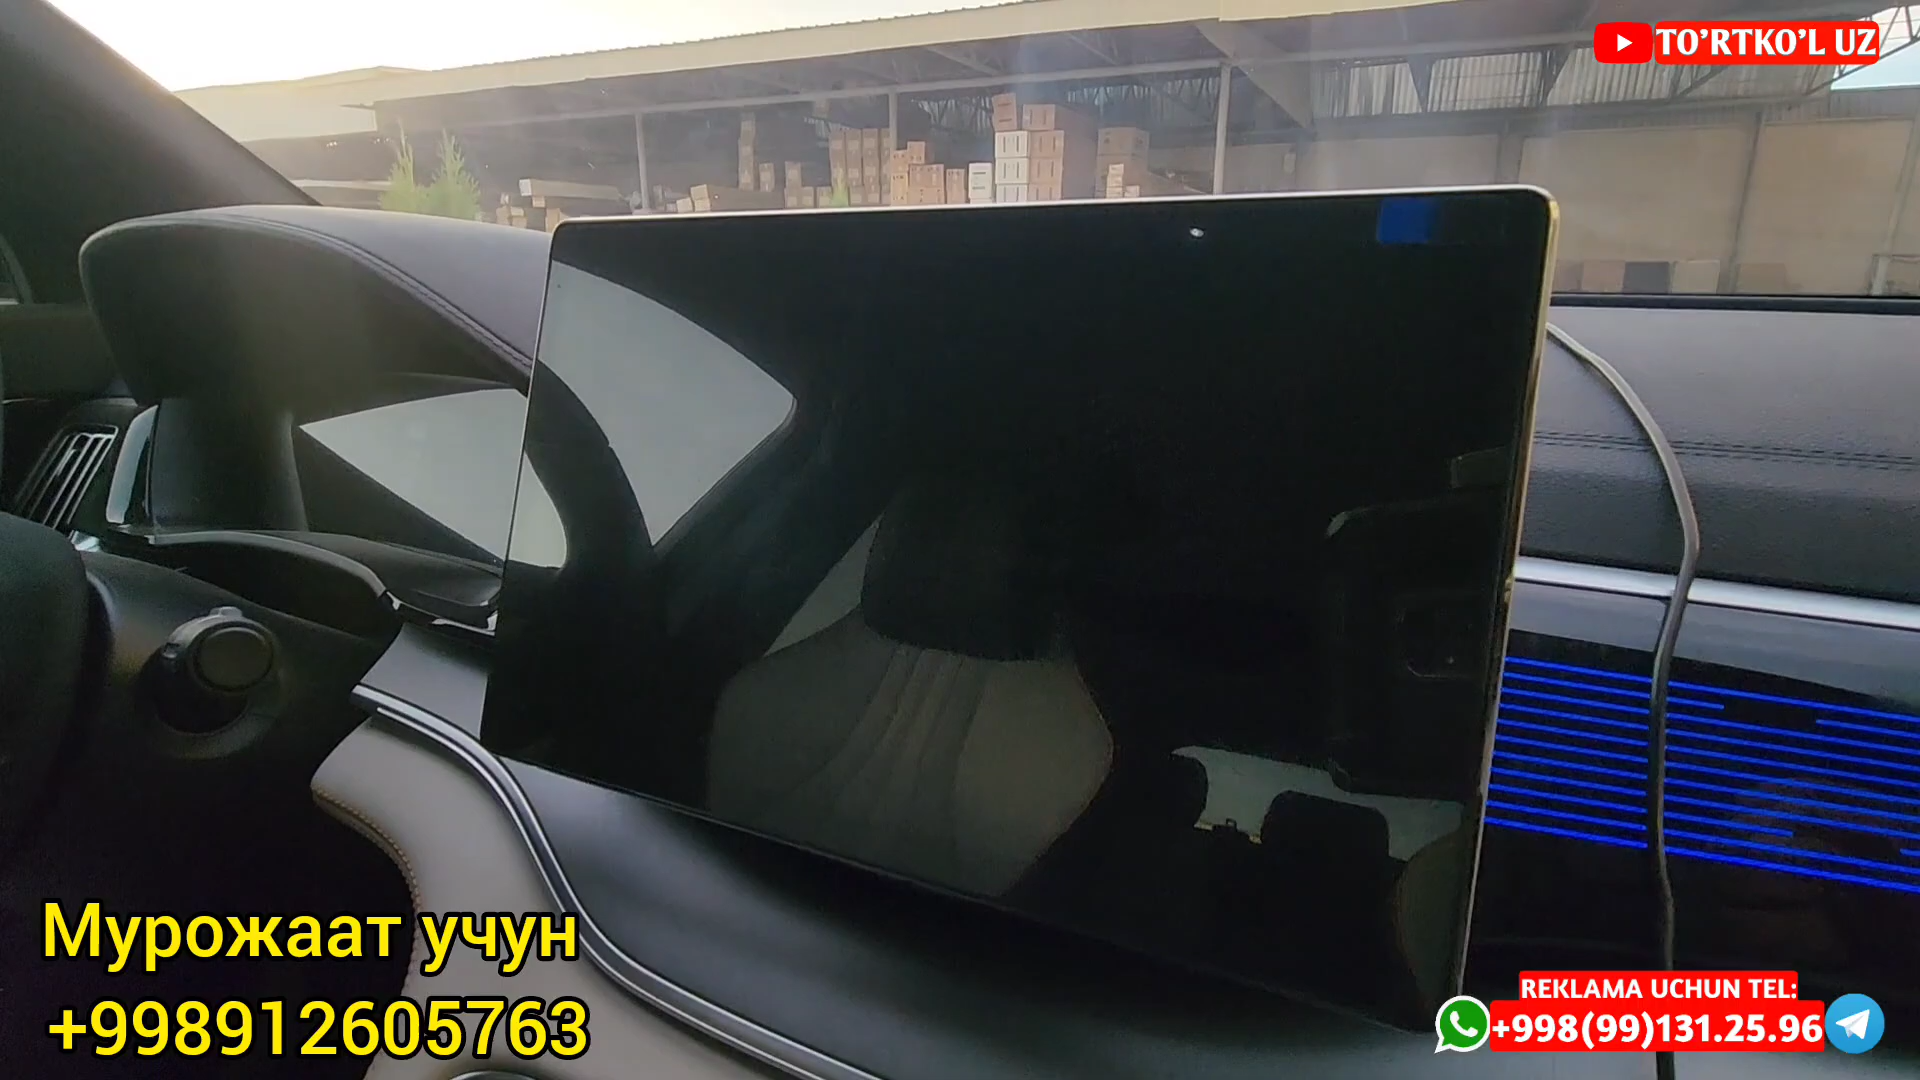 TO'RTKO'L UZ
Мурожаат учун
+998912605763
REKLAMA UCHUN TEL:
+998(99)131.25.96